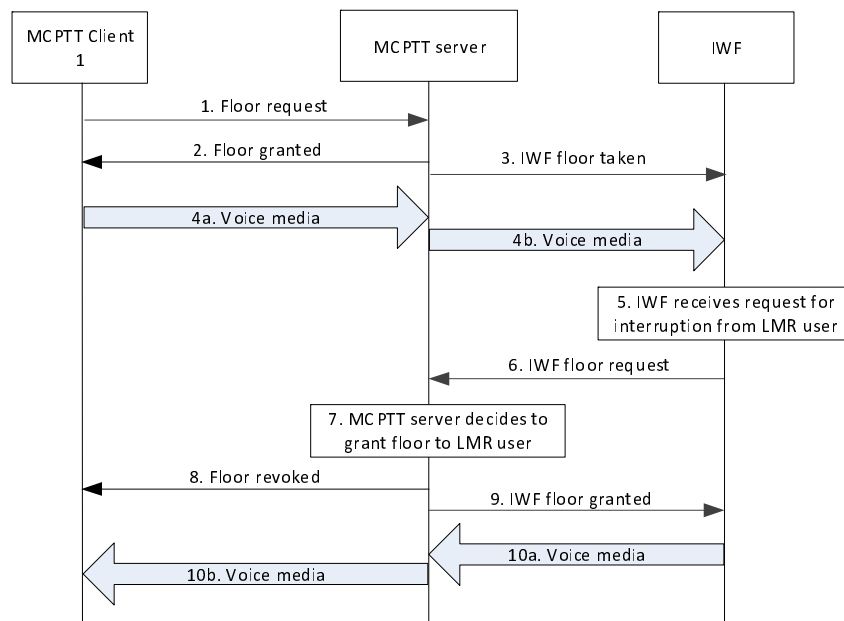 MCPTT Client
1
MCPTT server
IWF
1. Floor request
2. Floor granted
3. IWF floor taken
4a. Voice media
4b. Voice media
5. IWF receives request for
interruption from LMR user
6. IWF floor request
7. MCPTT server decides to
grant floor to LMR user
8. Floor revoked
9. IWF floor granted
10a. Voice media
10b. Voice media